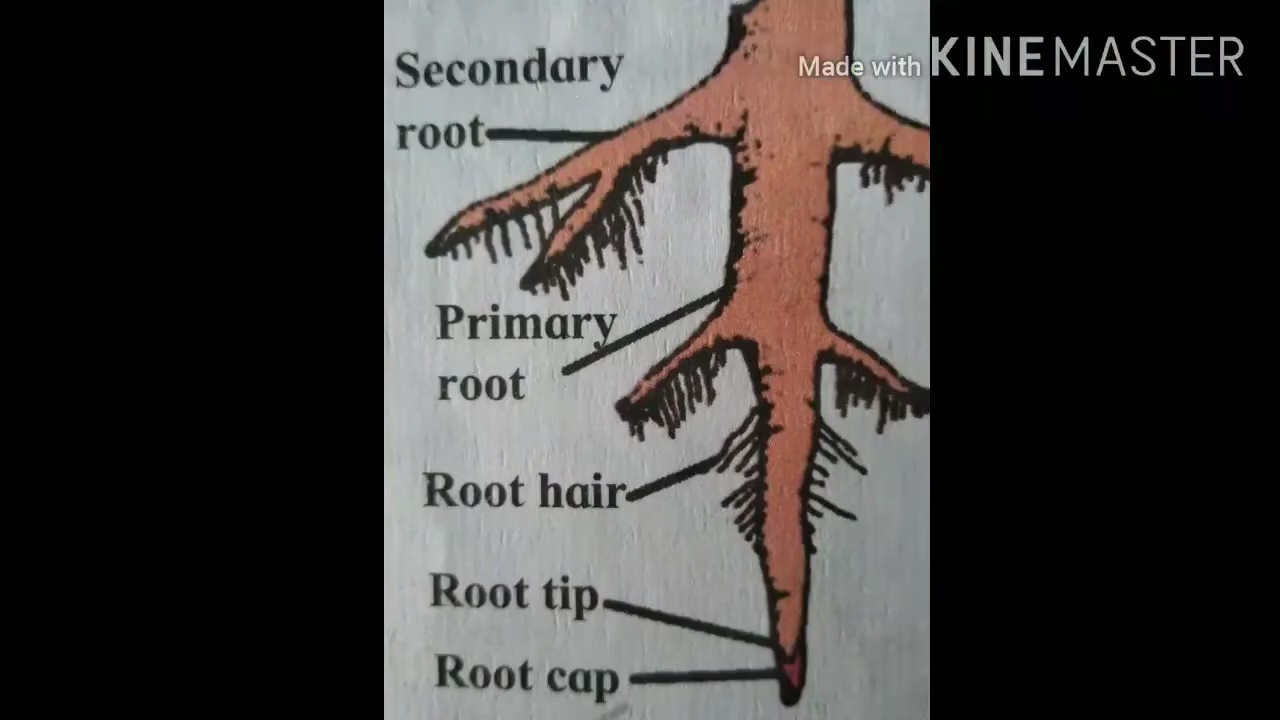 Secondary
root
Made with KINEMASTER
Primary
root
Root hair
Root tip
Root cap